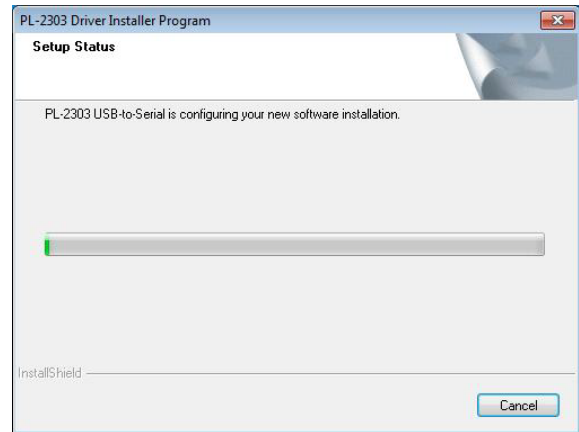 PL-2303 Driver Installer Program
Setup Status
PL-2303 USB-to-Serial is configuring your new software installation.
InstallShield
Cancel